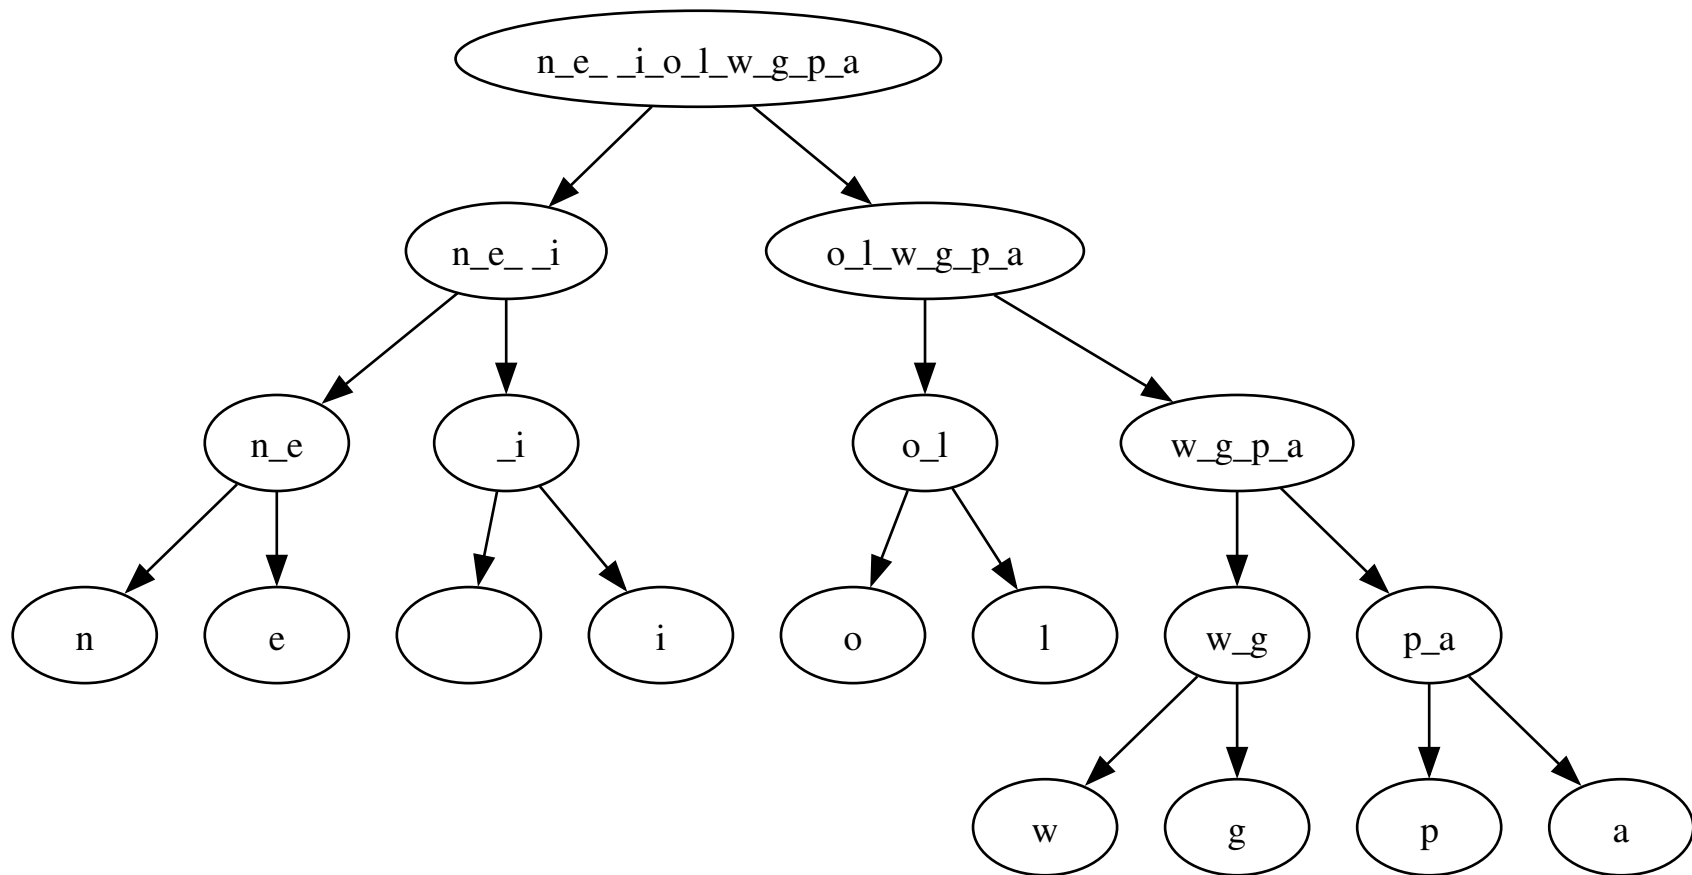 n_e_ _i_o_l_w_g_p_a
n_e_ _i
o_l_w_g_p_a
n_e
_i
o_l
w_g_p_a
n
e
i
o
l
w_g
p_a
w
g
p
a